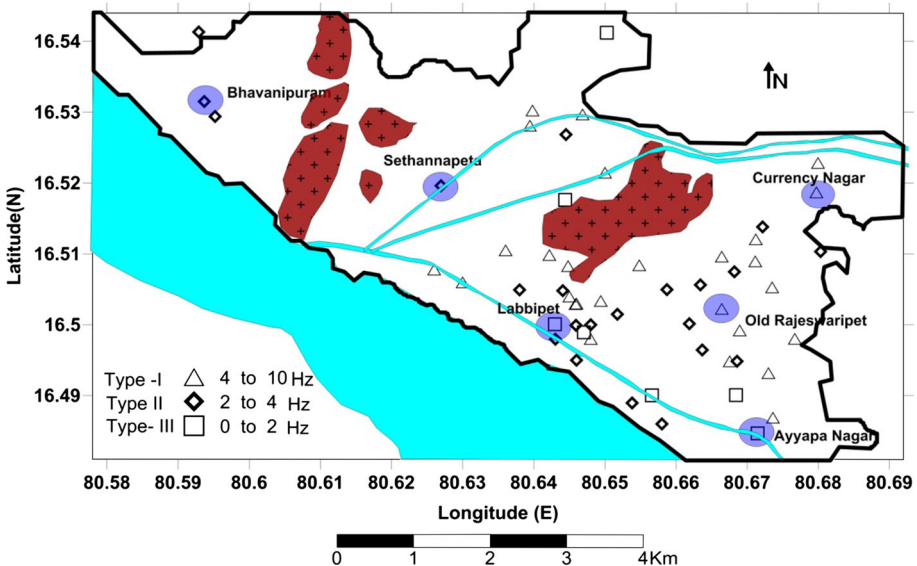 16.54
16.53
16.52
16.51
16.5
16.49
Latitude(N)
N
Bhavanipuram
Sethannapeta
Currency Nagar
Labbipet
Old Rajeswaripet
Ayyapa Nagar
Type -I 4 to 10 Hz
Type II 2 to 4 Hz
Type- III 0 to 2 Hz
80.58 80.59 80.6 80.61 80.62 80.63 80.64 80.65 80.66 80.67 80.68 80.69
Longitude (E)
0 1 2 3 4Km